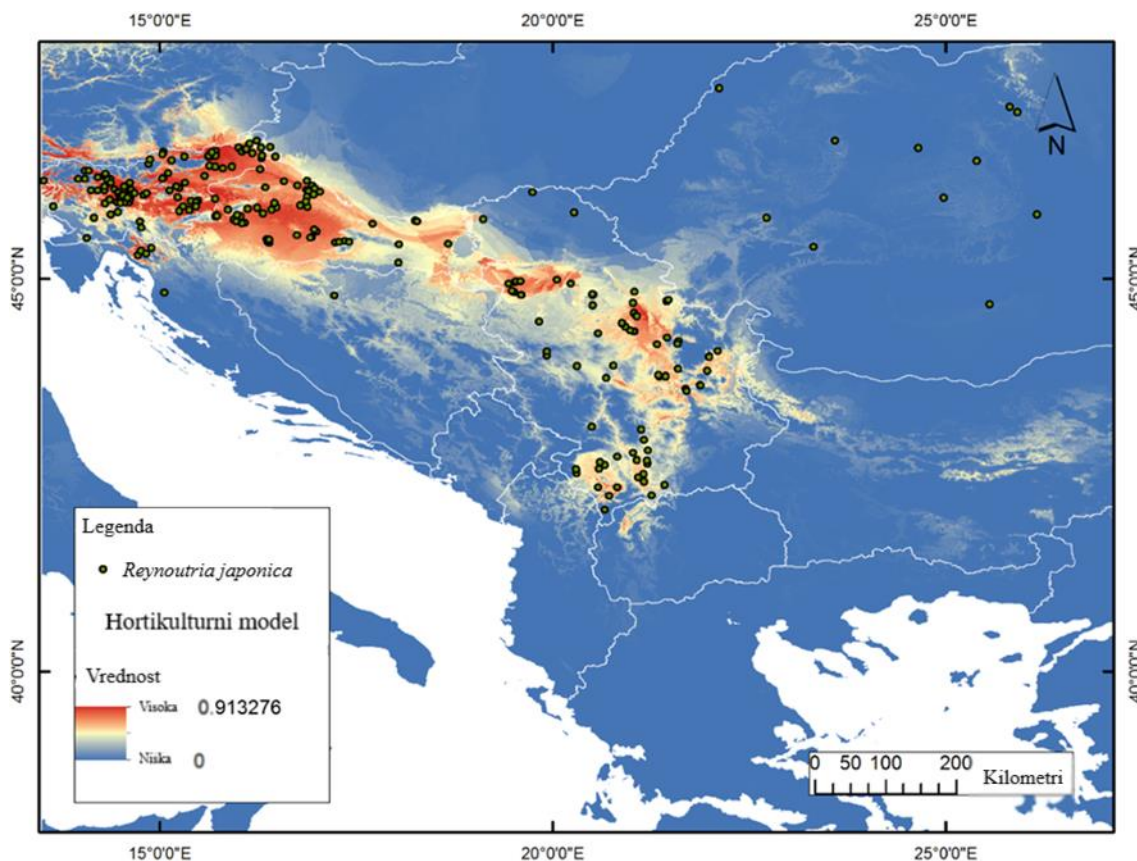 15°0'0"E 20°0'0"E 25°0'0"E
N
45°0'0"N 45°0'0"N
Legenda
Reynoutria japonica
Hortikulturni model
Vrednost
Visoka 0.913276
Niska 0
40°0'0"N 40°0'0"N
0 50 100 200
Kilometri
15°0'0"E 20°0'0"E 25°0'0"E